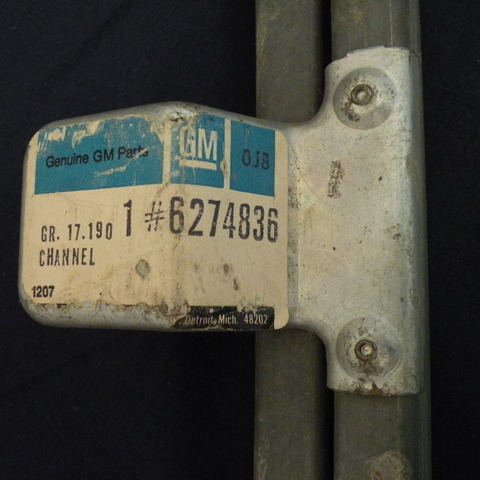 Genuine GM Parts
GM
OJ8
GR. 17.190 1 #6274836
CHANNEL
1207
Detroit, Mich. 48202